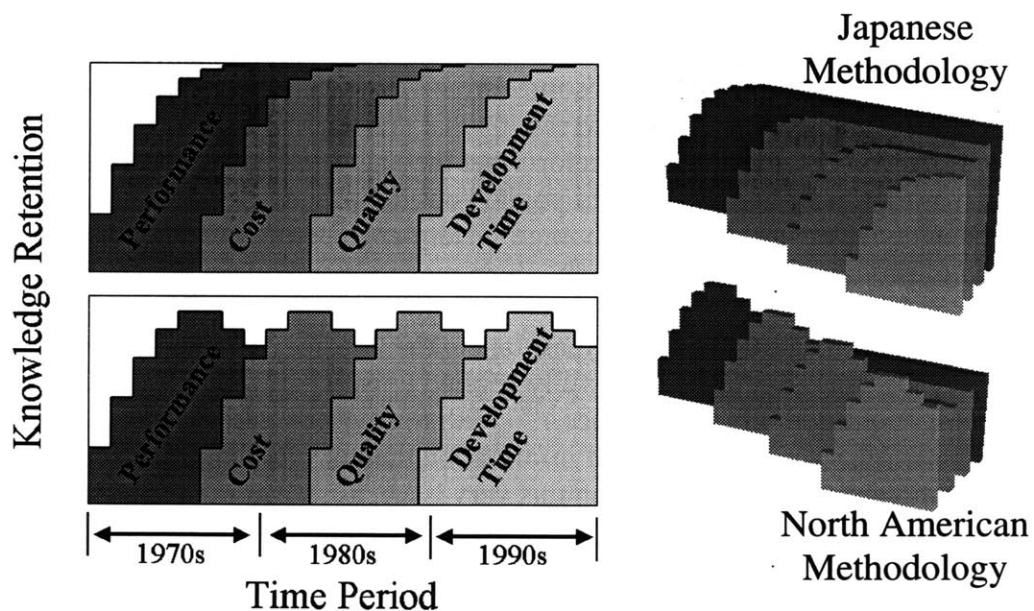 Japanese
Methodology
Knowledge Retention
Performance
Cost
Quality
Development
Time
Performance
Cost
Quality
Development
Time
1970s
1980s
1990s
Time Period
North American
Methodology